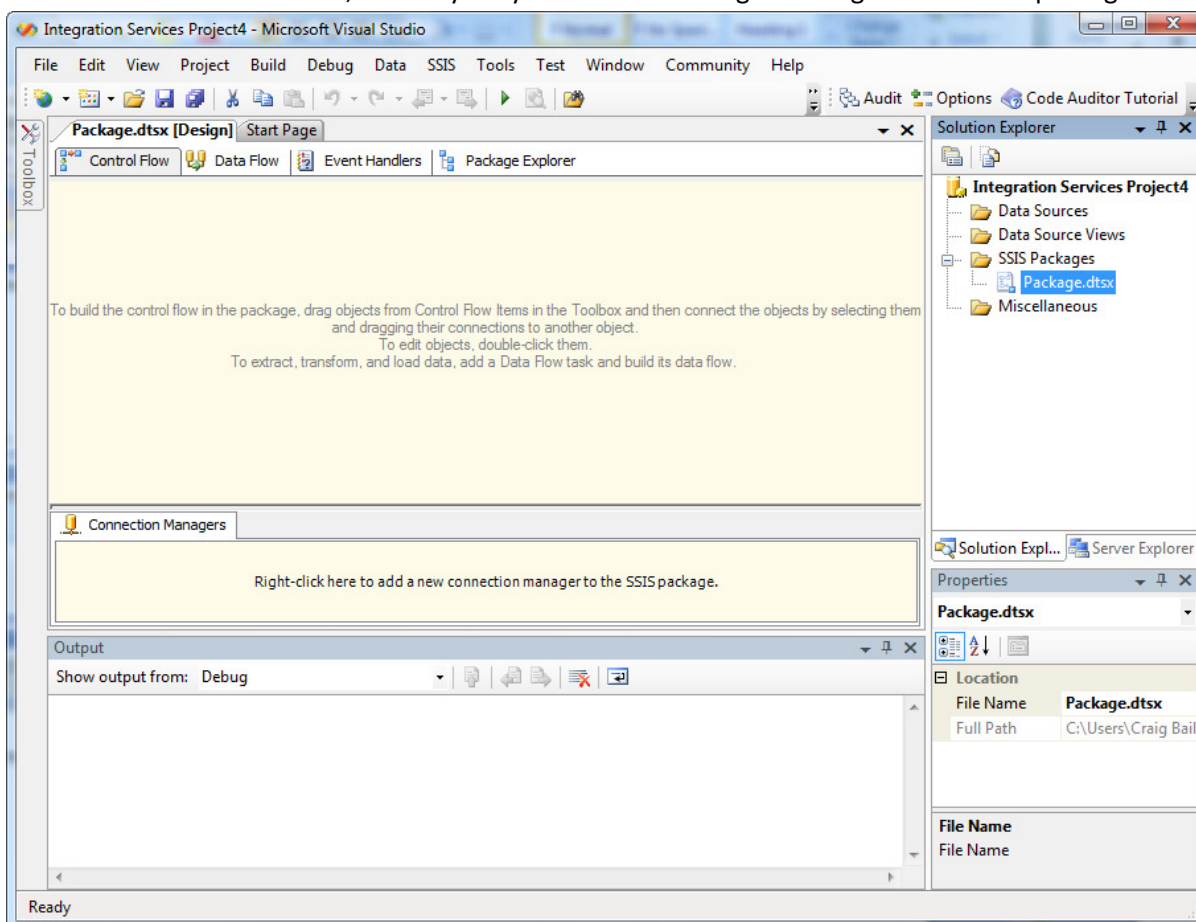 Integration Services Project4 - Microsoft Visual Studio
File Edit View Project Build Debug Data SSIS Tools Test Window Community Help
Audit Options Code Auditor Tutorial
Toolbox
Package.dtsx [Design] Start Page
Control Flow Data Flow Event Handlers Package Explorer
To build the control flow in the package, drag objects from Control Flow Items in the Toolbox and then connect the objects by selecting them
and dragging their connections to another object.
To edit objects, double-click them.
To extract, transform, and load data, add a Data Flow task and build its data flow.
Connection Managers
Right-click here to add a new connection manager to the SSIS package.
Output
Show output from: Debug
Solution Explorer
Integration Services Project4
Data Sources
Data Source Views
SSIS Packages
Package.dtsx
Miscellaneous
Solution Expl... Server Explorer
Properties
Package.dtsx
Location
File Name Package.dtsx
Full Path C:\Users\Craig Bail
File Name
File Name
Ready